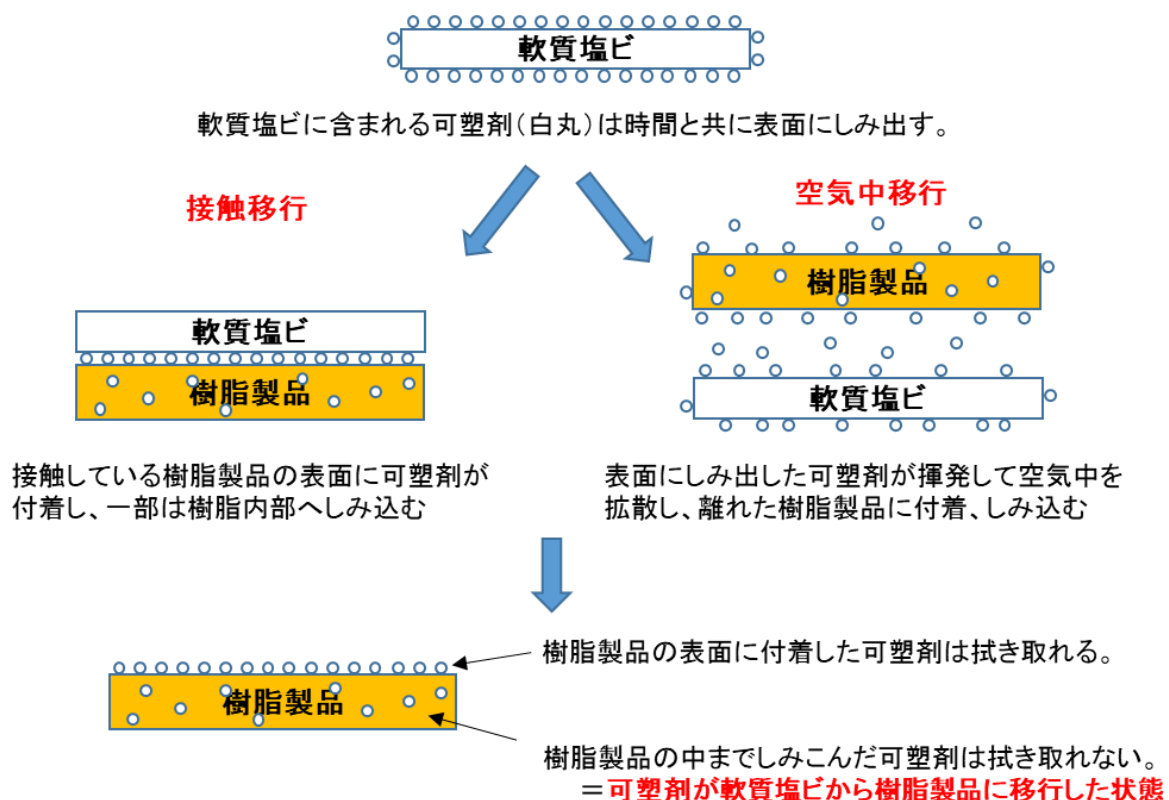 軟質塩ビ
軟質塩ビに含まれる可塑剤(白丸)は時間と共に表面にしみ出す。
接触移行
軟質塩ビ
樹脂製品
接触している樹脂製品の表面に可塑剤が
付着し、一部は樹脂内部へしみ込む
空気中移行
樹脂製品
軟質塩ビ
表面にしみ出した可塑剤が揮発して空気中を
拡散し、離れた樹脂製品に付着、しみ込む
樹脂製品
樹脂製品の表面に付着した可塑剤は拭き取れる。
樹脂製品の中までしみこんだ可塑剤は拭き取れない。
=可塑剤が軟質塩ビから樹脂製品に移行した状態